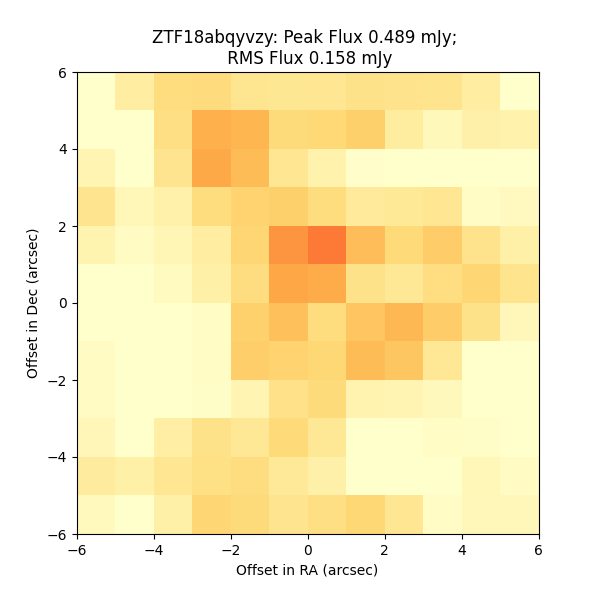 ZTF18abqyvzy: Peak Flux 0.489 mJy;
RMS Flux 0.158 mJy
6
4
2
0
−2
−4
−6
Offset in Dec (arcsec)
−6 −4 −2 0 2 4 6
Offset in RA (arcsec)